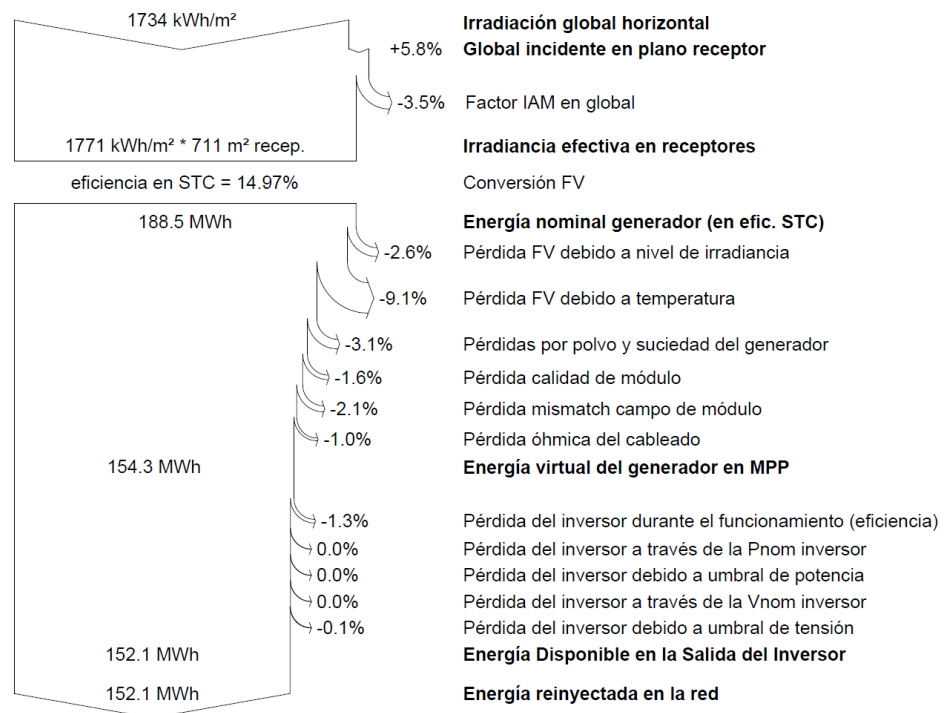 1734 kWh/m² Irradiación global horizontal
+5.8% Global incidente en plano receptor
-3.5% Factor IAM en global
1771 kWh/m² * 711 m² recep. Irradiancia efectiva en receptores
eficiencia en STC = 14.97% Conversión FV
188.5 MWh Energía nominal generador (en efic. STC)
-2.6% Pérdida FV debido a nivel de irradiancia
-9.1% Pérdida FV debido a temperatura
-3.1% Pérdidas por polvo y suciedad del generador
-1.6% Pérdida calidad de módulo
-2.1% Pérdida mismatch campo de módulo
-1.0% Pérdida óhmica del cableado
154.3 MWh Energía virtual del generador en MPP
-1.3% Pérdida del inversor durante el funcionamiento (eficiencia)
0.0% Pérdida del inversor a través de la Pnom inversor
0.0% Pérdida del inversor debido a umbral de potencia
0.0% Pérdida del inversor a través de la Vnom inversor
-0.1% Pérdida del inversor debido a umbral de tensión
152.1 MWh Energía Disponible en la Salida del Inversor
152.1 MWh Energía reinyectada en la red